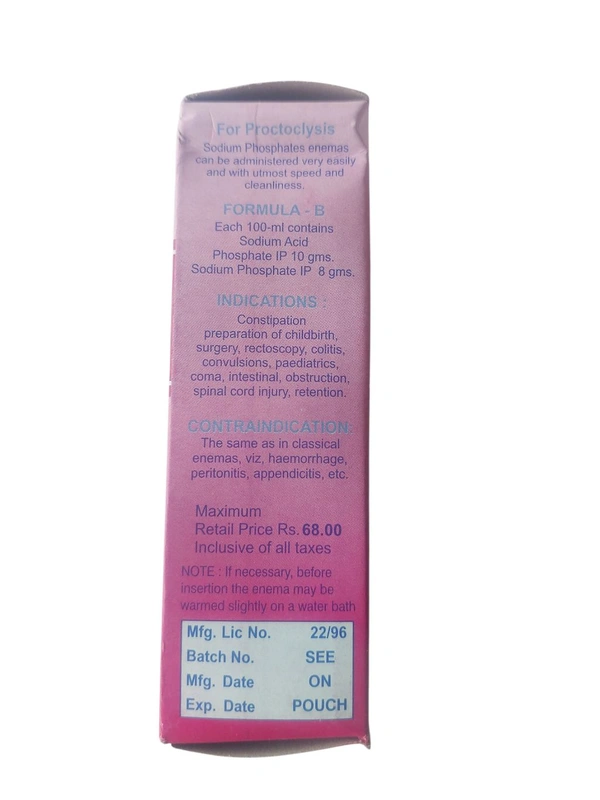 For Proctoclysis
Sodium Phosphates enemas
can be administered very easily
and with utmost speed and
cleanliness.
FORMULA - B
Each 100-ml contains
Sodium Acid
Phosphate IP 10 gms.
Sodium Phosphate IP 8 gms.
INDICATIONS :
Constipation
preparation of childbirth,
surgery, rectoscopy, colitis,
convulsions, paediatrics,
coma, intestinal, obstruction,
spinal cord injury, retention.
CONTRAINDICATION:
The same as in classical
enemas, viz, haemorrhage,
peritonitis, appendicitis, etc.
Maximum
Retail Price Rs. 68.00
Inclusive of all taxes
NOTE : If necessary, before
insertion the enema may be
warmed slightly on a water bath
Mfg. Lic No. 22/96
Batch No. SEE
Mfg. Date ON
Exp. Date POUCH